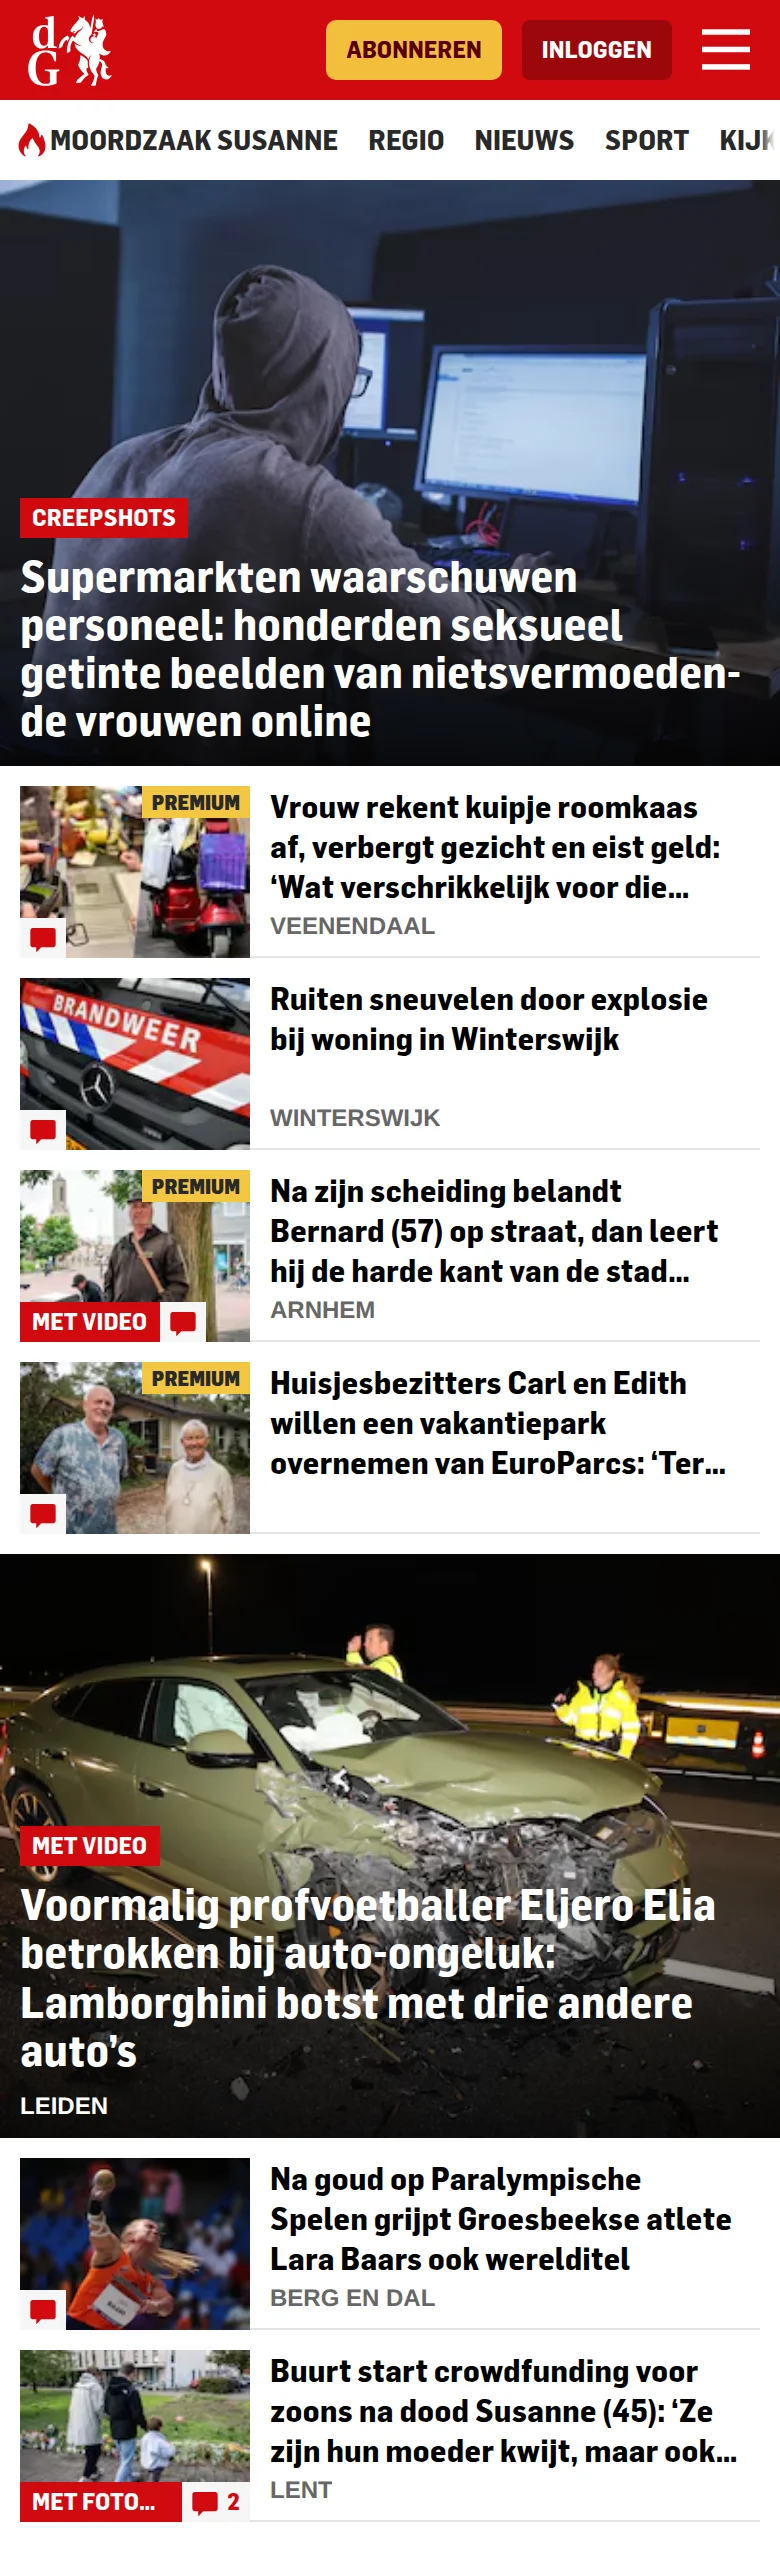 dG
ABONNEREN
INLOGGEN
MOORDZAAK SUSANNE
REGIO
NIEUWS
SPORT
KIJK
CREEPSHOTS
Supermarkten waarschuwen
personeel: honderden seksueel
getinte beelden van nietsvermoeden-
de vrouwen online
PREMIUM
Vrouw rekent kuipje roomkaas
af, verbergt gezicht en eist geld:
‘Wat verschrikkelijk voor die...
VEENENDAAL
BRANDWEER
Ruiten sneuvelen door explosie
bij woning in Winterswijk
WINTERSWIJK
PREMIUM
MET VIDEO
Na zijn scheiding belandt
Bernard (57) op straat, dan leert
hij de harde kant van de stad...
ARNHEM
PREMIUM
Huisjesbezitters Carl en Edith
willen een vakantiepark
overnemen van EuroParcs: ‘Ter...
MET VIDEO
Voormalig profvoetballer Eljero Elia
betrokken bij auto-ongeluk:
Lamborghini botst met drie andere
auto’s
LEIDEN
Na goud op Paralympische
Spelen grijpt Groesbeekse atlete
Lara Baars ook wereldtitel
BERG EN DAL
MET FOTO...
2
Buurt start crowdfunding voor
zoons na dood Susanne (45): ‘Ze
zijn hun moeder kwijt, maar ook...
LENT